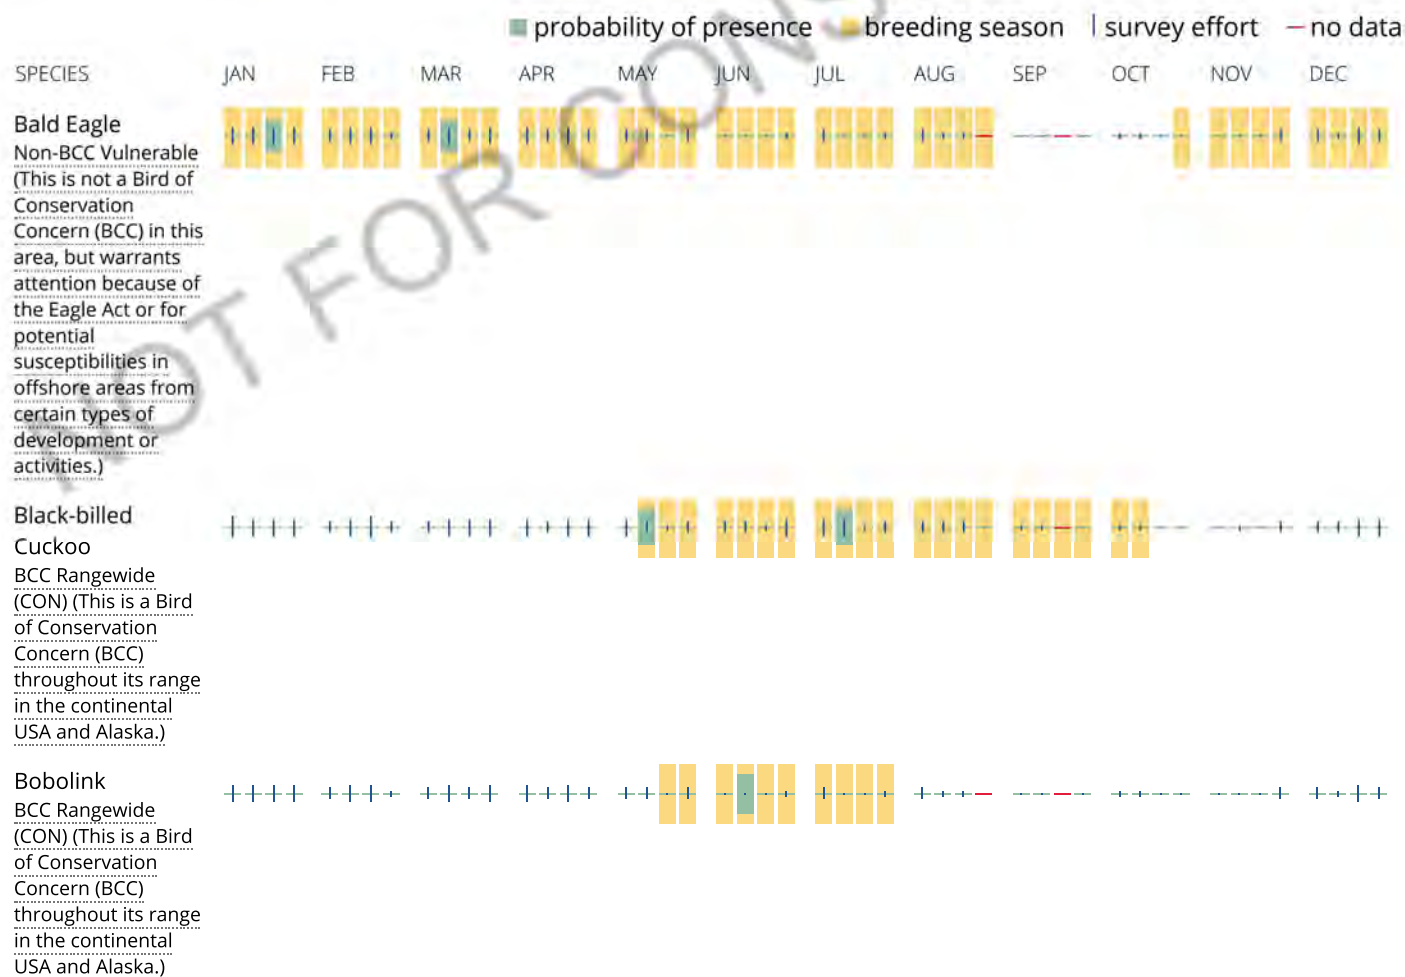 probability of presence breeding season survey effort no data
SPECIES JAN FEB MAR APR MAY JUN JUL AUG SEP OCT NOV DEC
Bald Eagle
Non-BCC Vulnerable
(This is not a Bird of
Conservation
Concern (BCC) in this
area, but warrants
attention because of
the Eagle Act or for
potential
susceptibilities in
offshore areas from
certain types of
development or
activities.)
Black-billed
Cuckoo
BCC Rangewide
(CON) (This is a Bird
of Conservation
Concern (BCC)
throughout its range
in the continental
USA and Alaska.)
Bobolink
BCC Rangewide
(CON) (This is a Bird
of Conservation
Concern (BCC)
throughout its range
in the continental
USA and Alaska.)
NOT FOR CONS